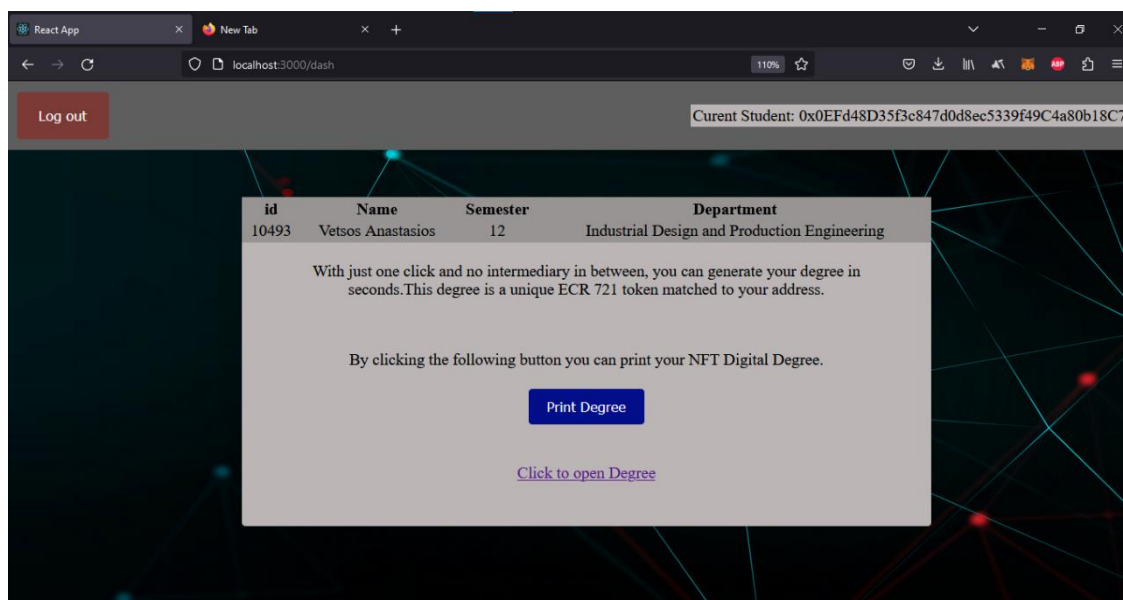 React App
New Tab
localhost:3000/dash
110%
ABP
Log out
Curent Student: 0x0EFd48D35f3c847d0d8ec5339f49C4a80b18C7
id Name Semester Department
10493 Vetsos Anastasios 12 Industrial Design and Production Engineering
With just one click and no intermediary in between, you can generate your degree in
seconds.This degree is a unique ECR 721 token matched to your address.
By clicking the following button you can print your NFT Digital Degree.
Print Degree
Click to open Degree